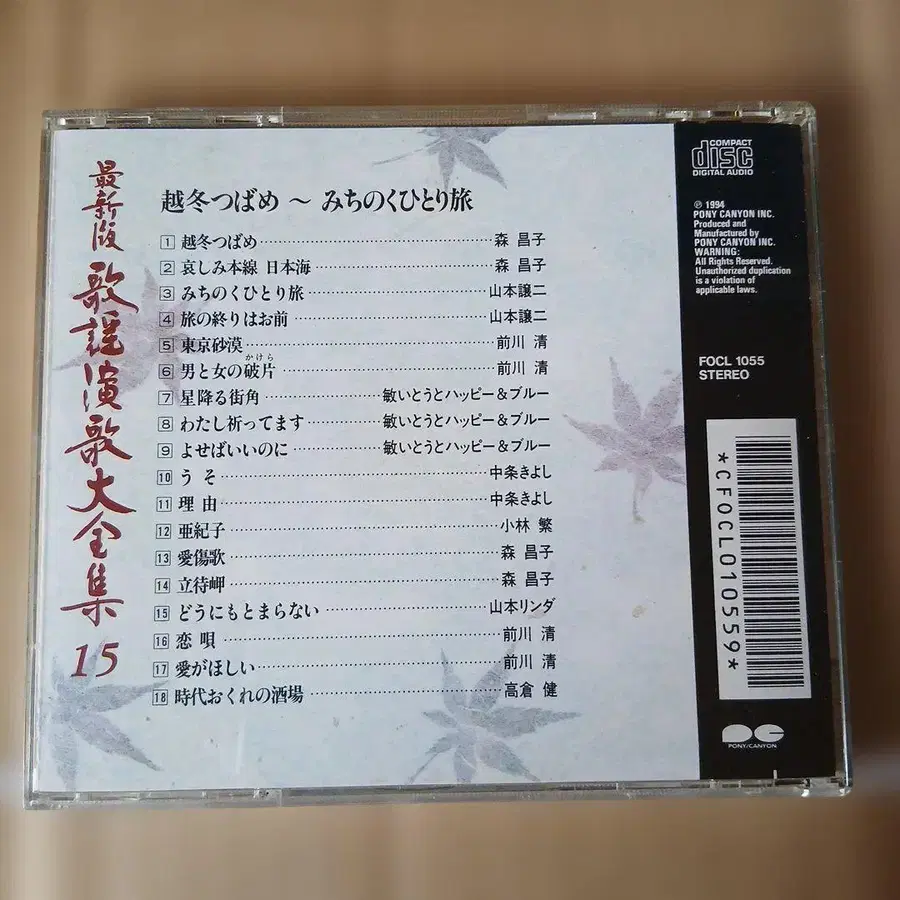 最新版 歌謡演歌大全集 15
越冬つばめ ～ みちのくひとり旅
1 越冬つばめ 森 昌子
2 哀しみ本線 日本海 森 昌子
3 みちのくひとり旅 山本譲二
4 旅の終りはお前 山本譲二
5 東京砂漠 前川 清
かけら
6 男と女の破片 前川 清
7 星降る街角 敏いとうとハッピー&ブルー
8 わたし祈ってます 敏いとうとハッピー&ブルー
9 よせばいいのに 敏いとうとハッピー&ブルー
10 うそ 中条きよし
11 理由 中条きよし
12 亜紀子 小林 繁
13 愛傷歌 森 昌子
14 立待岬 森 昌子
15 どうにもとまらない 山本リンダ
16 恋唄 前川 清
17 愛がほしい 前川 清
18 時代おくれの酒場 高倉 健
COMPACT
disc
DIGITAL AUDIO
℗ 1994
PONY CANYON INC.
Produced and
Manufactured by
PONY CANYON INC.
WARNING:
All Rights Reserved.
Unauthorized duplication
is a violation of
applicable laws.
FOCL 1055
STEREO
*CFOCL010559*
PONY/CANYON